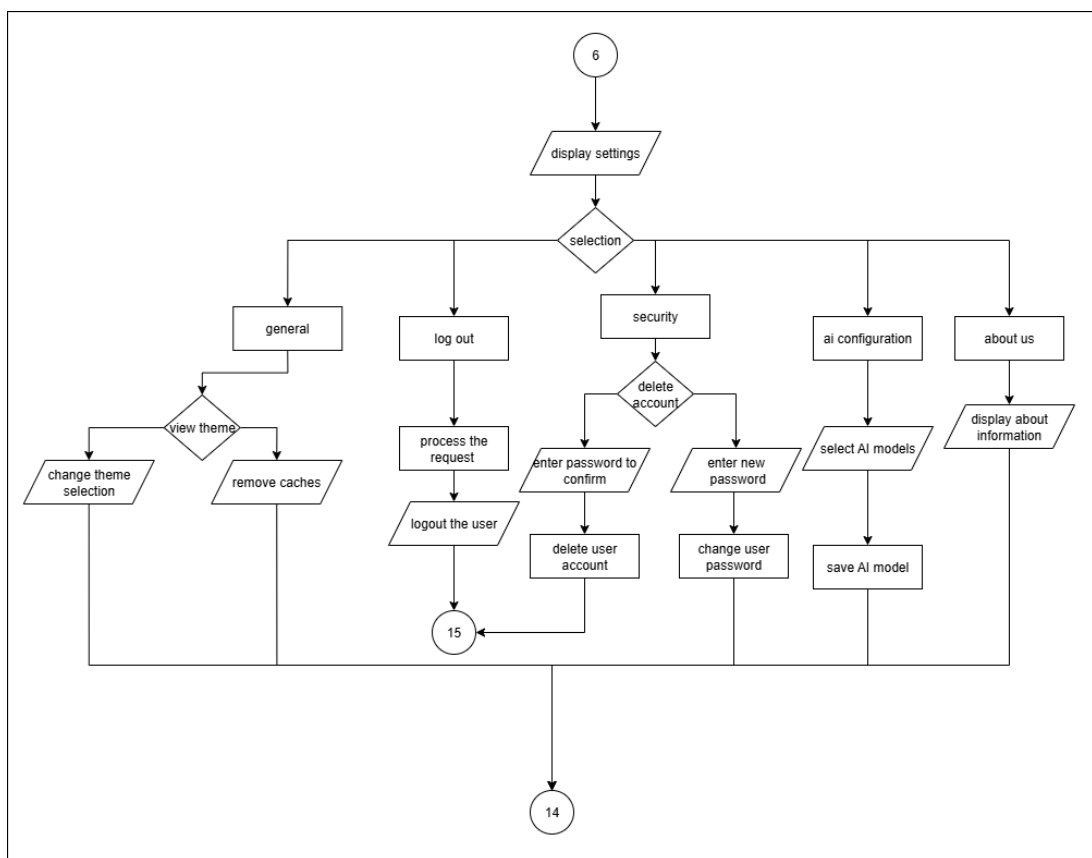 6
display settings
selection
general
log out
security
ai configuration
about us
view theme
delete
account
change theme
selection
remove caches
process the
request
enter password to
confirm
enter new
password
select AI models
display about
information
logout the user
delete user
account
change user
password
save AI model
15
14